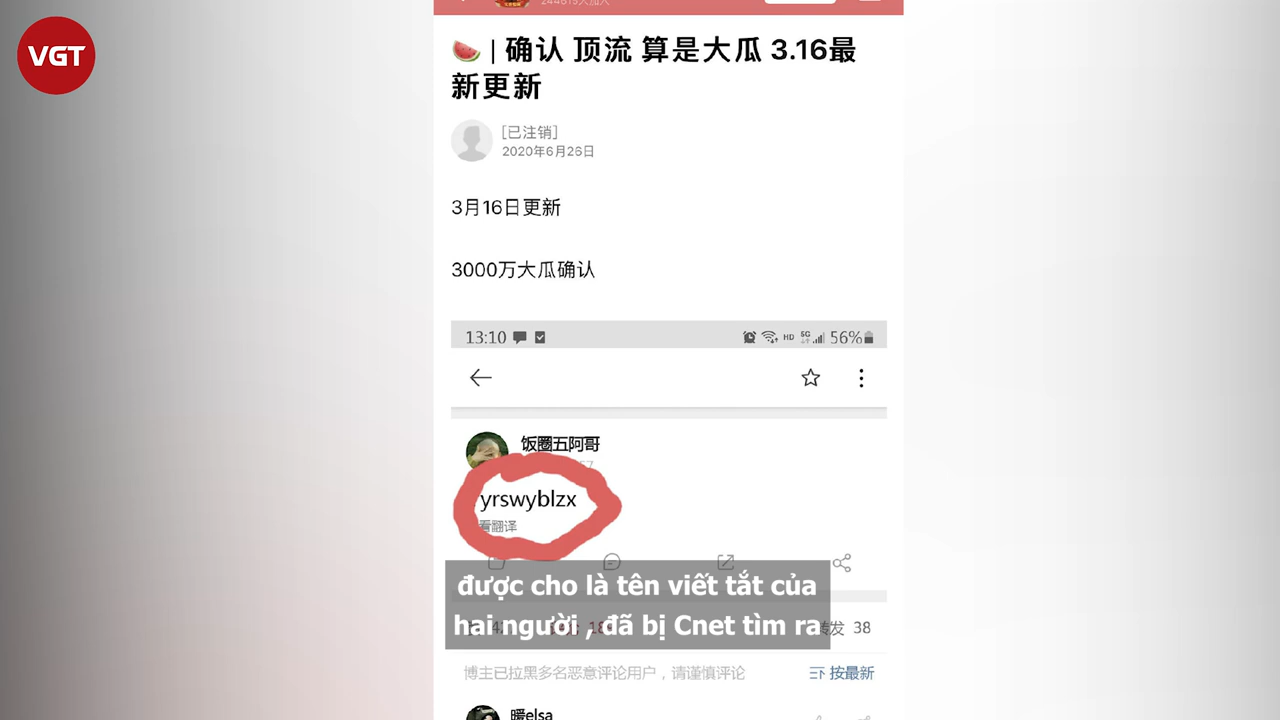 VGT
🍉 | 确认 顶流 算是大瓜 3.16最
新更新
[已注销]
2020年6月26日
3月16日更新
3000万大瓜确认
13:10
HD 5G 56%
饭圈五阿哥
yrswyblzx
看翻译
được cho là tên viết tắt của
hai người , đã bị Cnet tìm ra
转发 38
博主已拉黑多名恶意评论用户，请谨慎评论
按最新
暖elsa